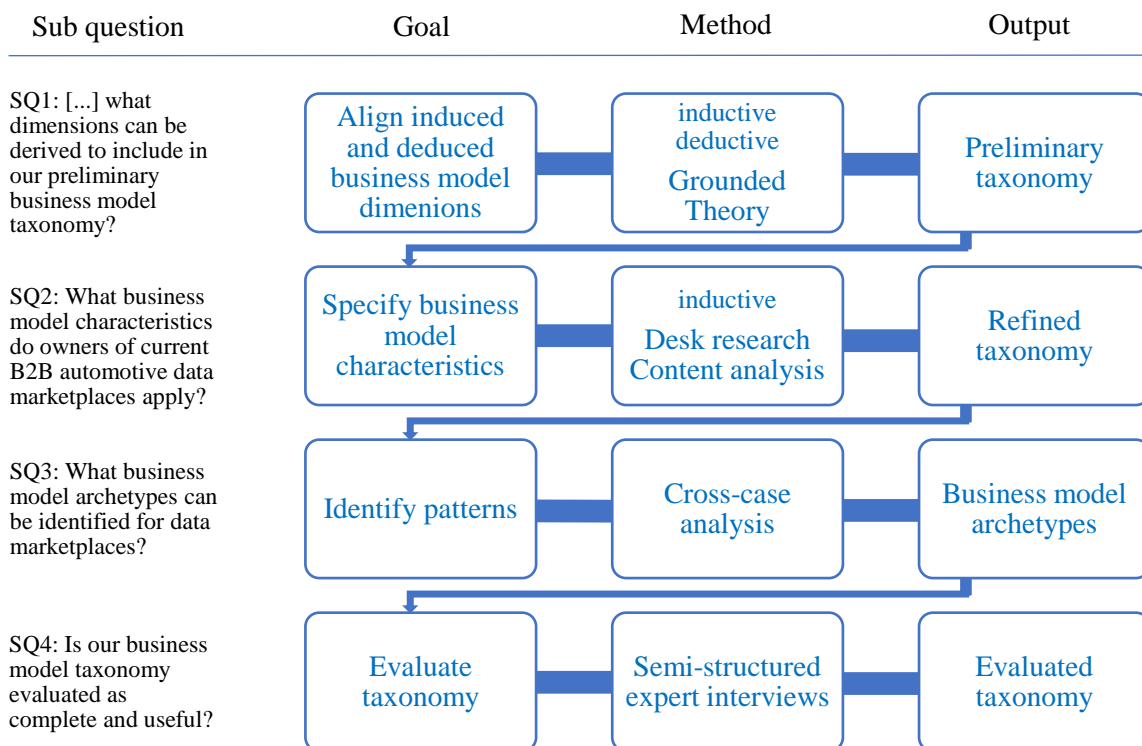 Sub question
Goal
Method
Output
SQ1: [...] what
dimensions can be
derived to include in
our preliminary
business model
taxonomy?
Align induced
and deduced
business model
dimenions
inductive
deductive
Grounded
Theory
Preliminary
taxonomy
SQ2: What business
model characteristics
do owners of current
B2B automotive data
marketplaces apply?
Specify business
model
characteristics
inductive
Desk research
Content analysis
Refined
taxonomy
SQ3: What business
model archetypes can
be identified for data
marketplaces?
Identify patterns
Cross-case
analysis
Business model
archetypes
SQ4: Is our business
model taxonomy
evaluated as
complete and useful?
Evaluate
taxonomy
Semi-structured
expert interviews
Evaluated
taxonomy